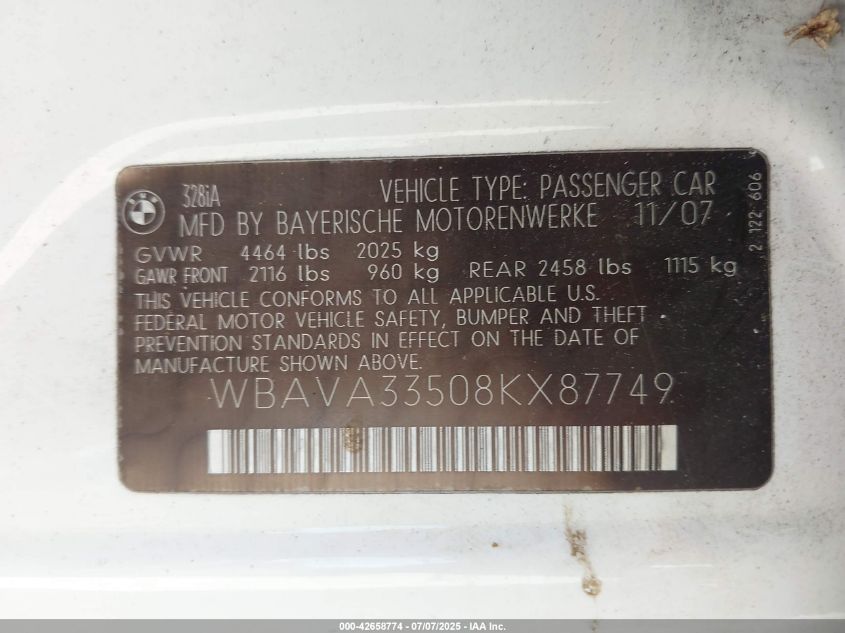 BMW
328iA
VEHICLE TYPE: PASSENGER CAR
MFD BY BAYERISCHE MOTORENWERKE 11/07
GVWR 4464 lbs 2025 kg
GAWR FRONT 2116 lbs 960 kg REAR 2458 lbs 1115 kg
THIS VEHICLE CONFORMS TO ALL APPLICABLE U.S.
FEDERAL MOTOR VEHICLE SAFETY, BUMPER AND THEFT
PREVENTION STANDARDS IN EFFECT ON THE DATE OF
MANUFACTURE SHOWN ABOVE.
WBAVA33508KX87749
2 122 606
000-42658774 - 07/07/2025 - IAA Inc.